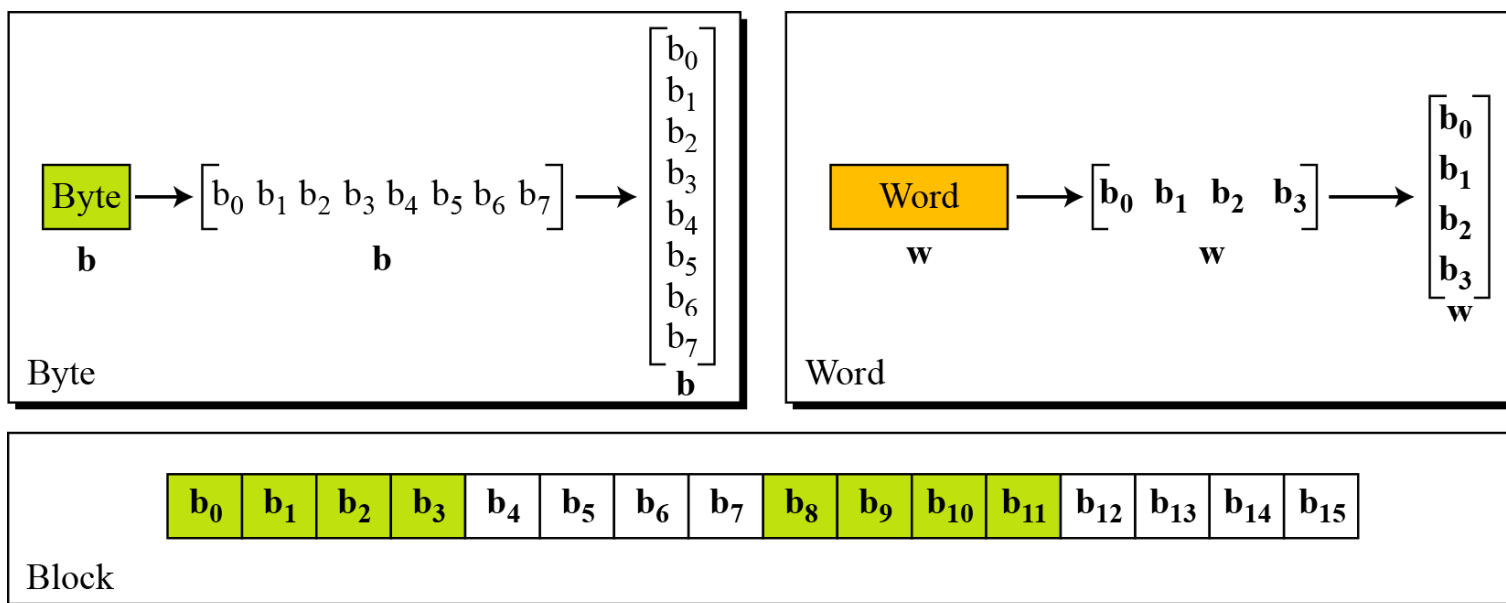 Byte
b
[b0 b1 b2 b3 b4 b5 b6 b7]
b
b0
b1
b2
b3
b4
b5
b6
b7
b
Byte
Word
w
[b0 b1 b2 b3]
w
b0
b1
b2
b3
w
Word
b0 b1 b2 b3 b4 b5 b6 b7 b8 b9 b10 b11 b12 b13 b14 b15
Block